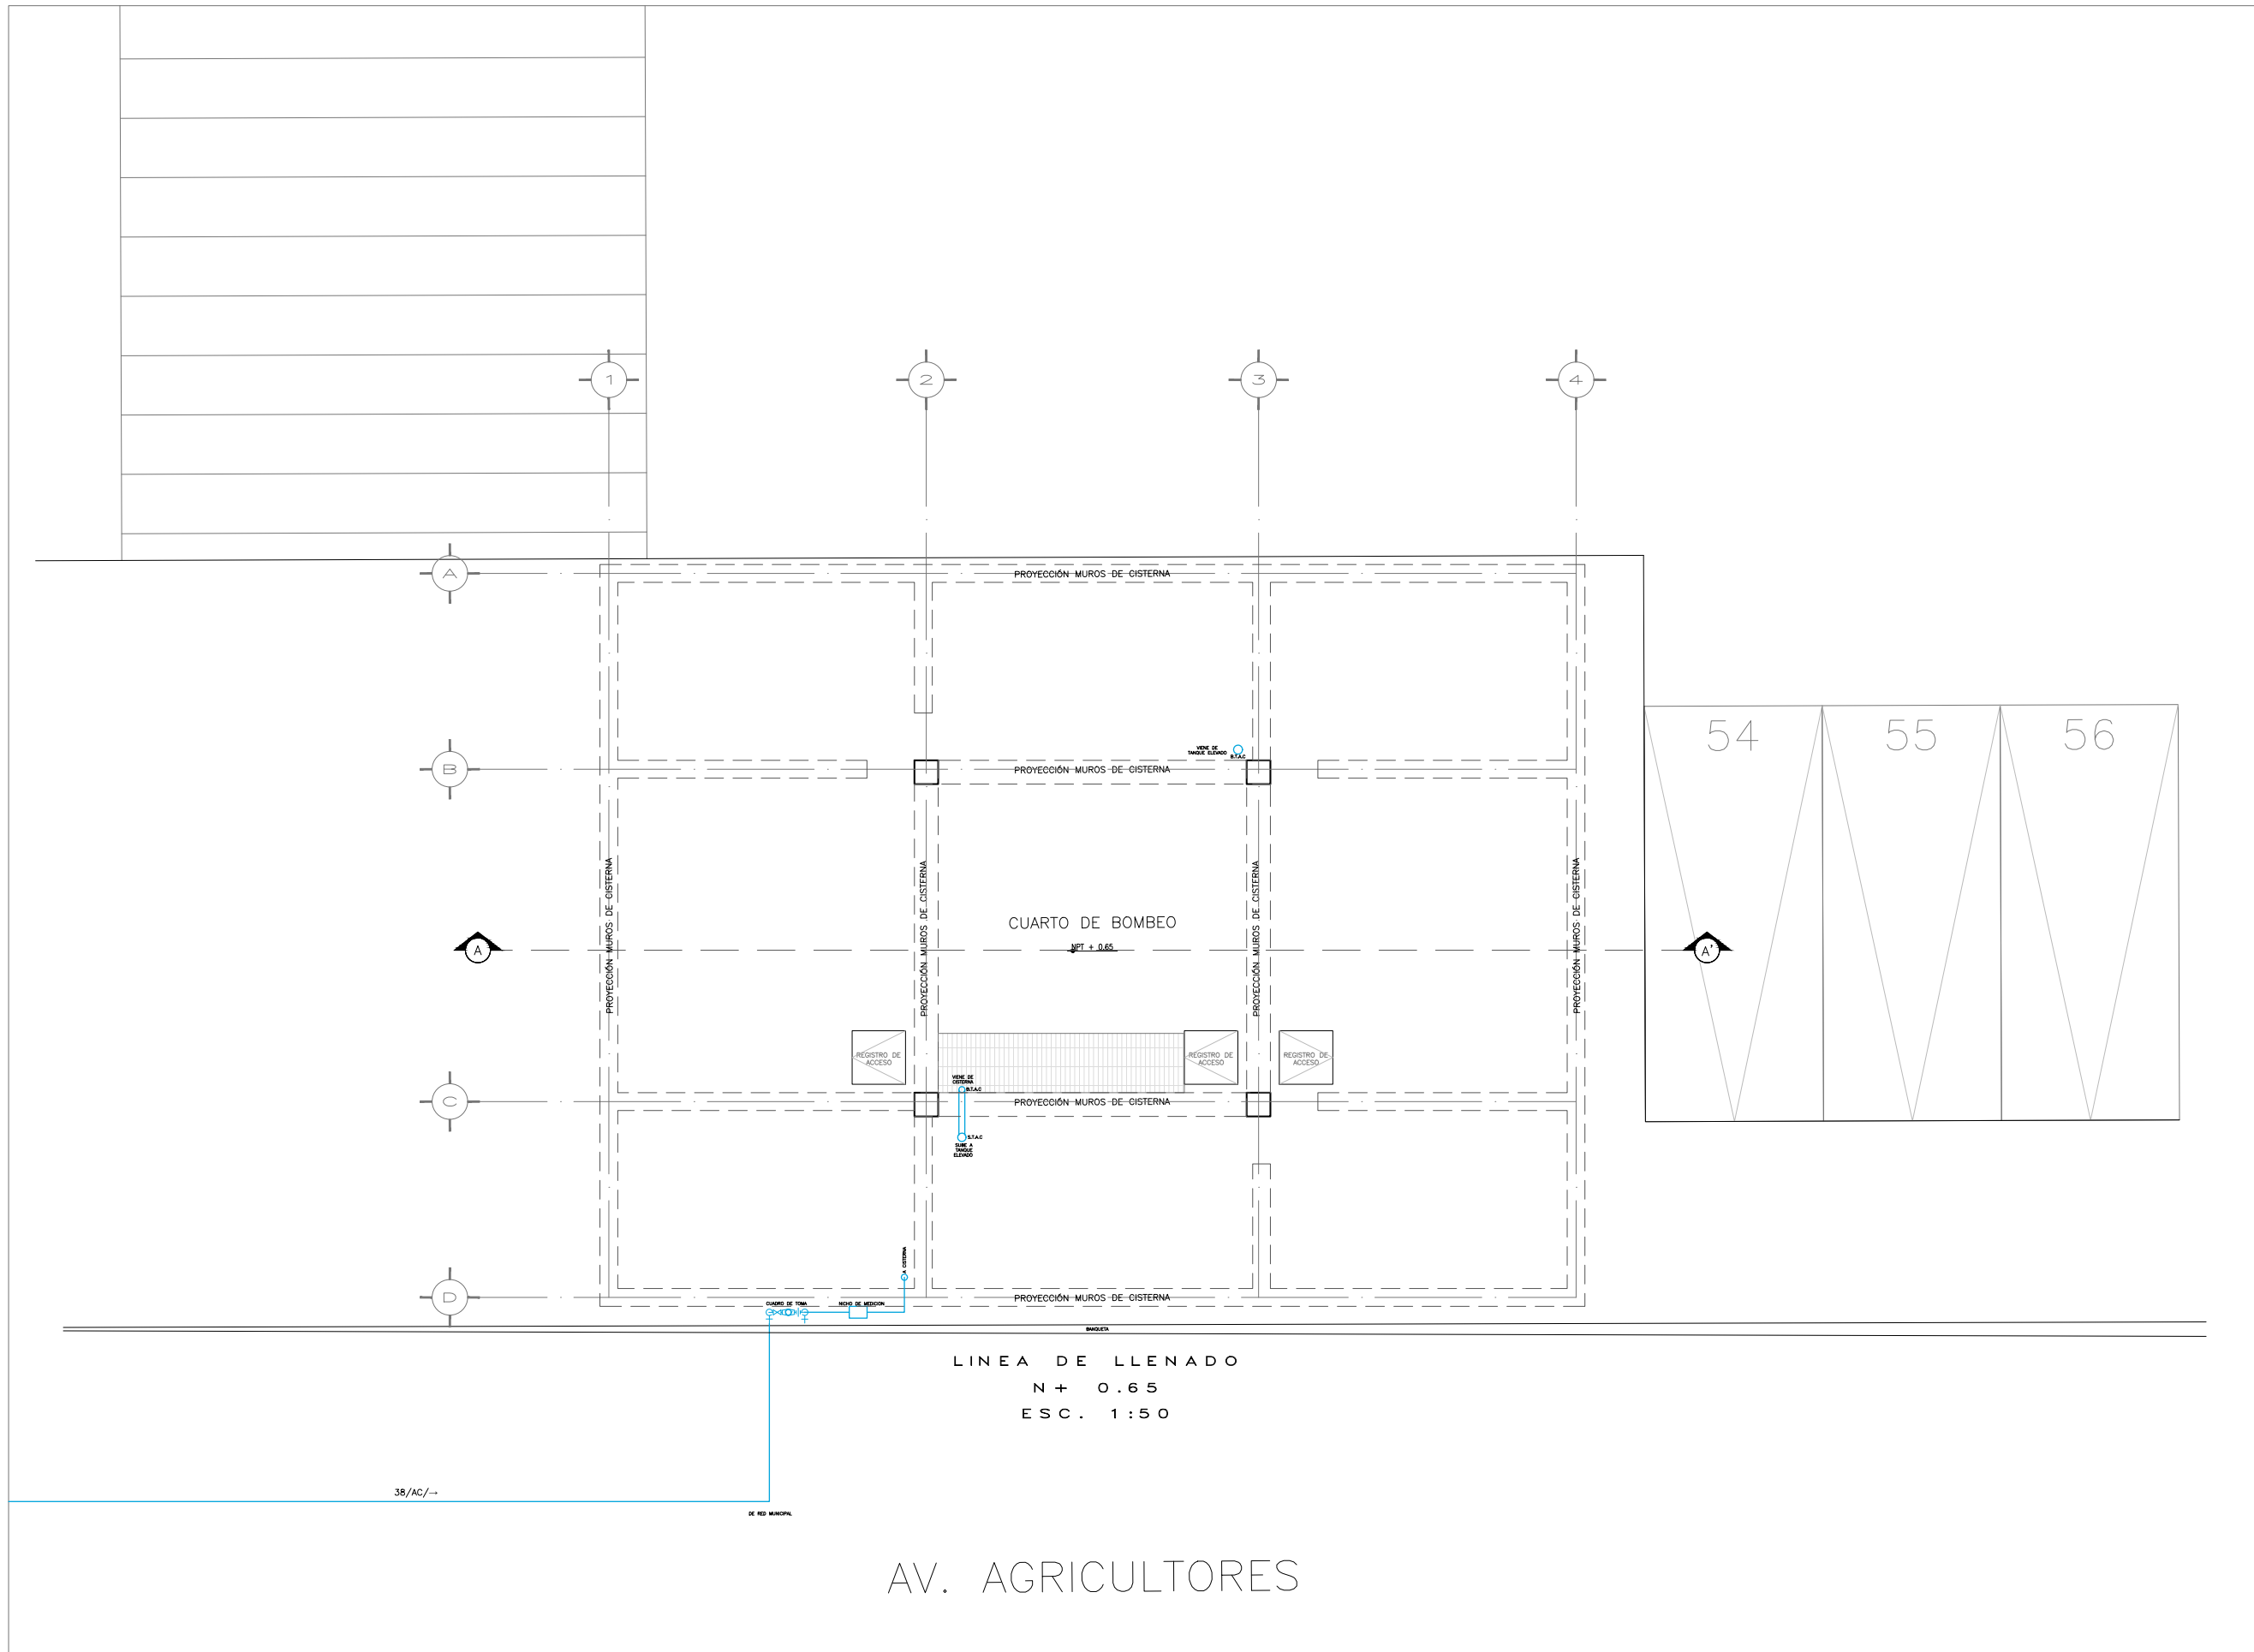 1
2
3
4
A
PROYECCIÓN MUROS DE CISTERNA
54
55
56
VIENE DE
TANQUE ELEVADO
B.T.A.C
B
PROYECCIÓN MUROS DE CISTERNA
PROYECCIÓN MUROS DE CISTERNA
PROYECCIÓN MUROS DE CISTERNA
PROYECCIÓN MUROS DE CISTERNA
PROYECCIÓN MUROS DE CISTERNA
CUARTO DE BOMBEO
NPT + 0.65
A
A'
REGISTRO DE
ACCESO
REGISTRO DE
ACCESO
REGISTRO DE
ACCESO
VIENE DE
CISTERNA
B.T.A.C
C
PROYECCIÓN MUROS DE CISTERNA
S.T.A.C
SUBE A
TANQUE
ELEVADO
A CISTERNA
D
PROYECCIÓN MUROS DE CISTERNA
CUADRO DE TOMA
NICHO DE MEDICION
BANQUETA
LINEA DE LLENADO
N+ 0.65
ESC. 1:50
38/AC/→
DE RED MUNICIPAL
AV. AGRICULTORES